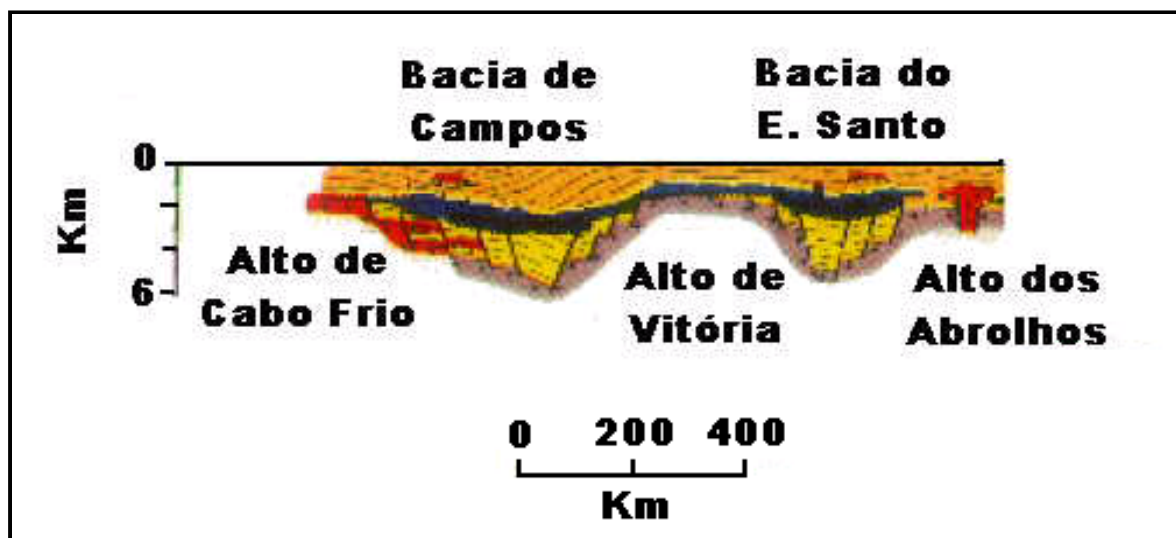 Bacia de
Campos
Bacia do
E. Santo
0
Km
6
Alto de
Cabo Frio
Alto de
Vitória
Alto dos
Abrolhos
0 200 400
Km